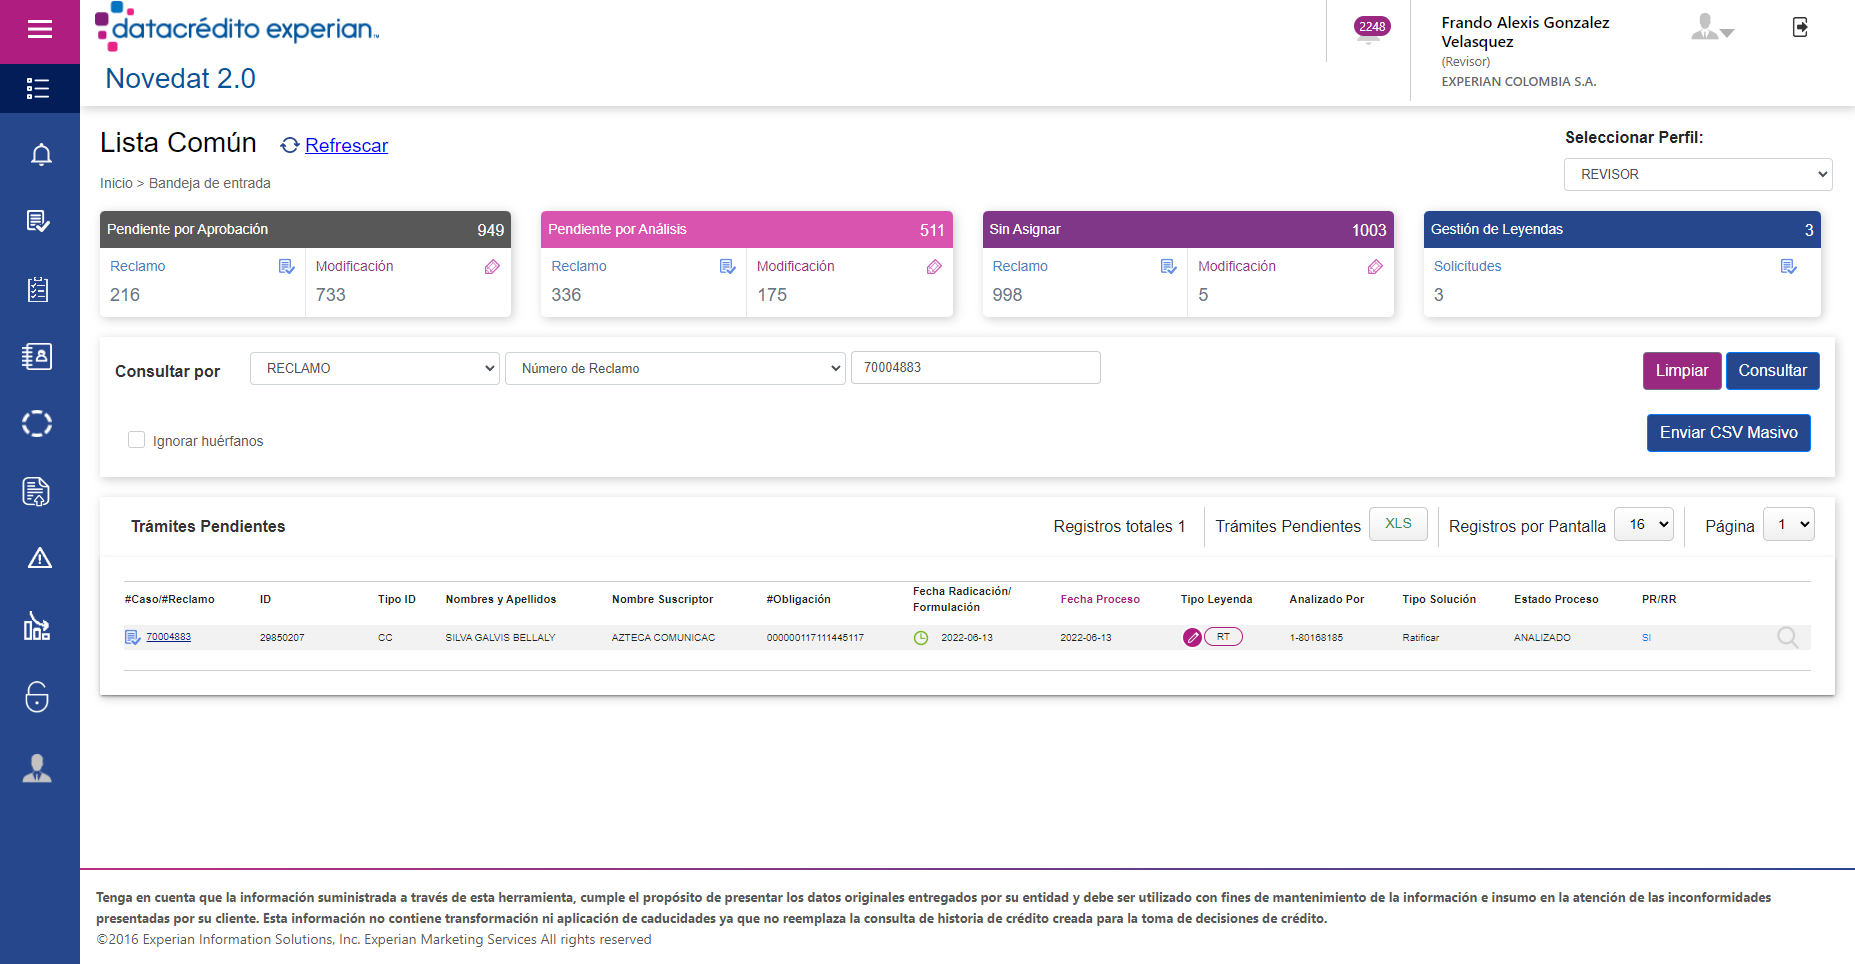 datacrédito experian™
Novedat 2.0
2248
Frando Alexis Gonzalez
Velasquez
(Revisor)
EXPERIAN COLOMBIA S.A.
Lista Común
Refrescar
Inicio > Bandeja de entrada
Seleccionar Perfil:
REVISOR
Pendiente por Aprobación 949
Reclamo
216
Modificación
733
Pendiente por Análisis 511
Reclamo
336
Modificación
175
Sin Asignar 1003
Reclamo
998
Modificación
5
Gestión de Leyendas 3
Solicitudes
3
Consultar por RECLAMO Número de Reclamo 70004883 Limpiar Consultar
Ignorar huérfanos
Enviar CSV Masivo
Trámites Pendientes Registros totales 1 Trámites Pendientes XLS Registros por Pantalla 16 Página 1
#Caso/#Reclamo ID Tipo ID Nombres y Apellidos Nombre Suscriptor #Obligación Fecha Radicación/ Formulación Fecha Proceso Tipo Leyenda Analizado Por Tipo Solución Estado Proceso PR/RR
70004883 29850207 CC SILVA GALVIS BELLALY AZTECA COMUNICAC 000000117111445117 2022-06-13 2022-06-13 RT 1-80168185 Ratificar ANALIZADO SI
Tenga en cuenta que la información suministrada a través de esta herramienta, cumple el propósito de presentar los datos originales entregados por su entidad y debe ser utilizado con fines de mantenimiento de la información e insumo en la atención de las inconformidades
presentadas por su cliente. Esta información no contiene transformación ni aplicación de caducidades ya que no reemplaza la consulta de historia de crédito creada para la toma de decisiones de crédito.
©2016 Experian Information Solutions, Inc. Experian Marketing Services All rights reserved